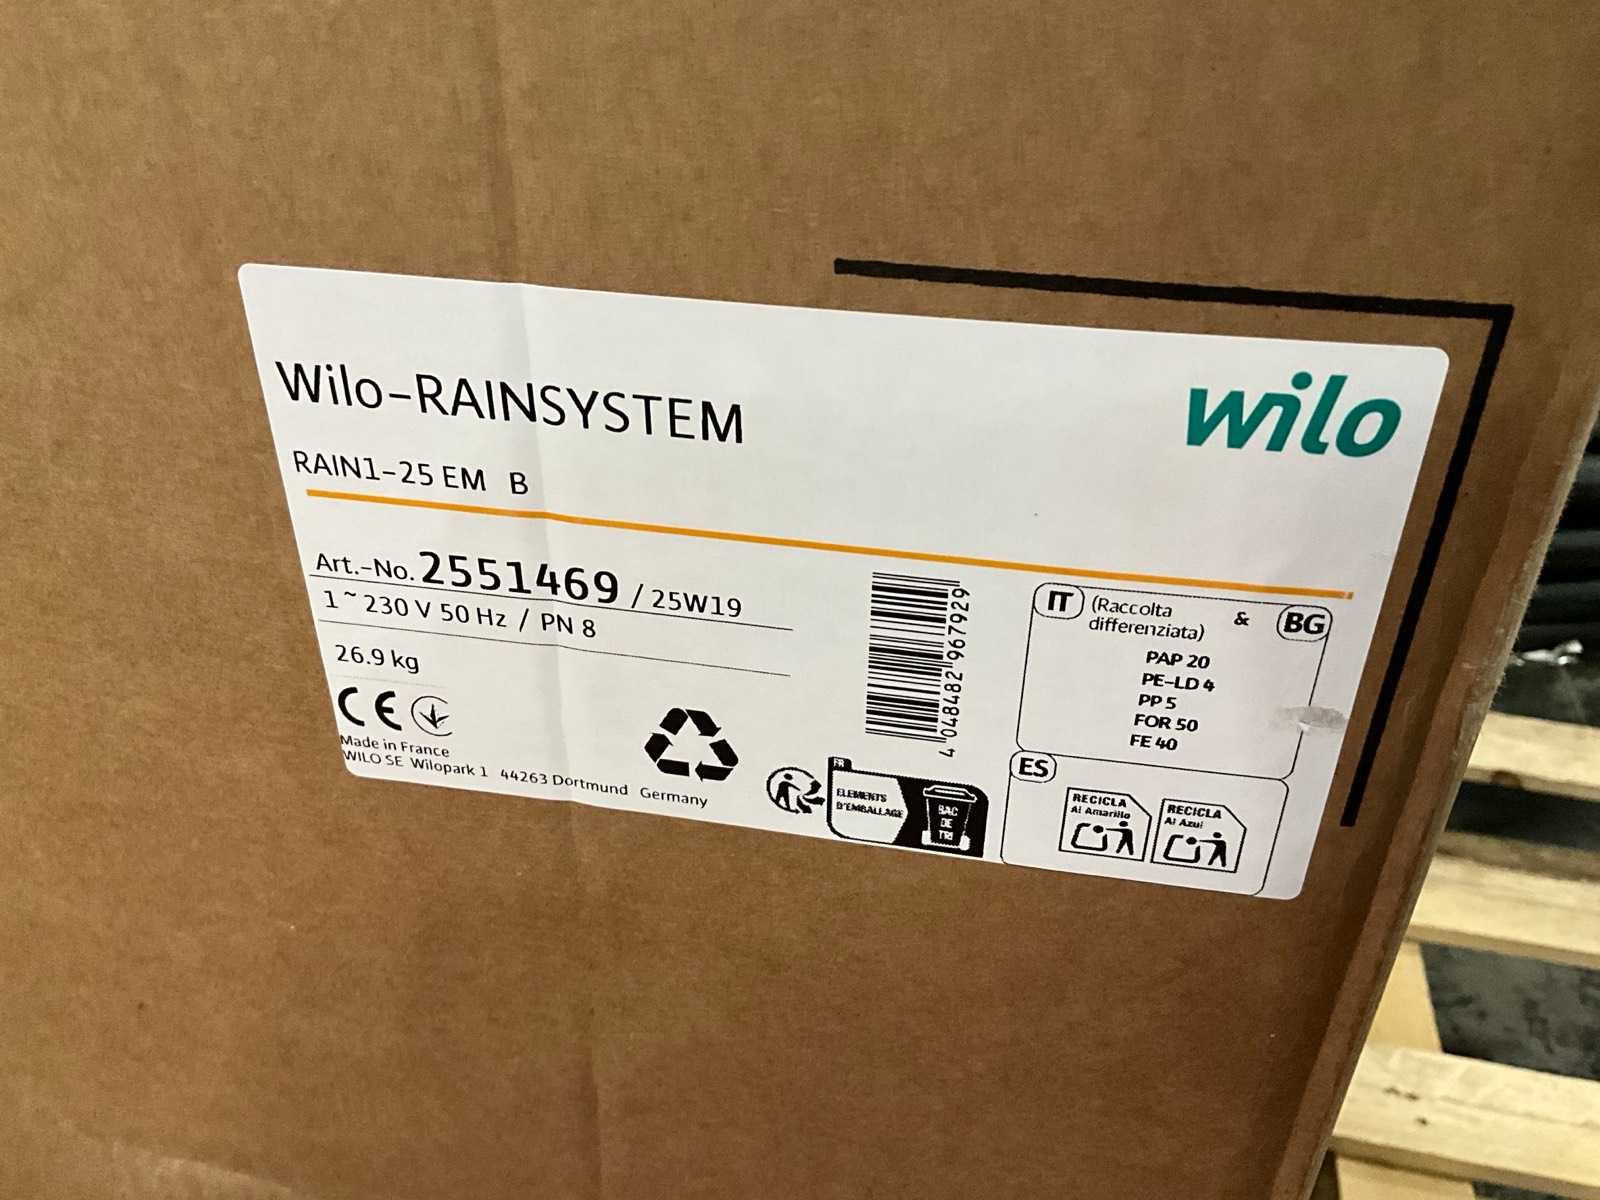 Wilo-RAINSYSTEM
wilo
RAIN1-25 EM B
Art.-No. 2551469 / 25W19
1 ~ 230 V 50 Hz / PN 8
26.9 kg
CE
Made in France
WILO SE Wilopark 1 44263 Dortmund Germany
4 048482 967929
FR
ELEMENTS
D'EMBALLAGE
BAC
DE
TRI
IT (Raccolta
differenziata)
& BG
PAP 20
PE-LD 4
PP 5
FOR 50
FE 40
ES
RECICLA
Al Amarillo
RECICLA
Al Azul